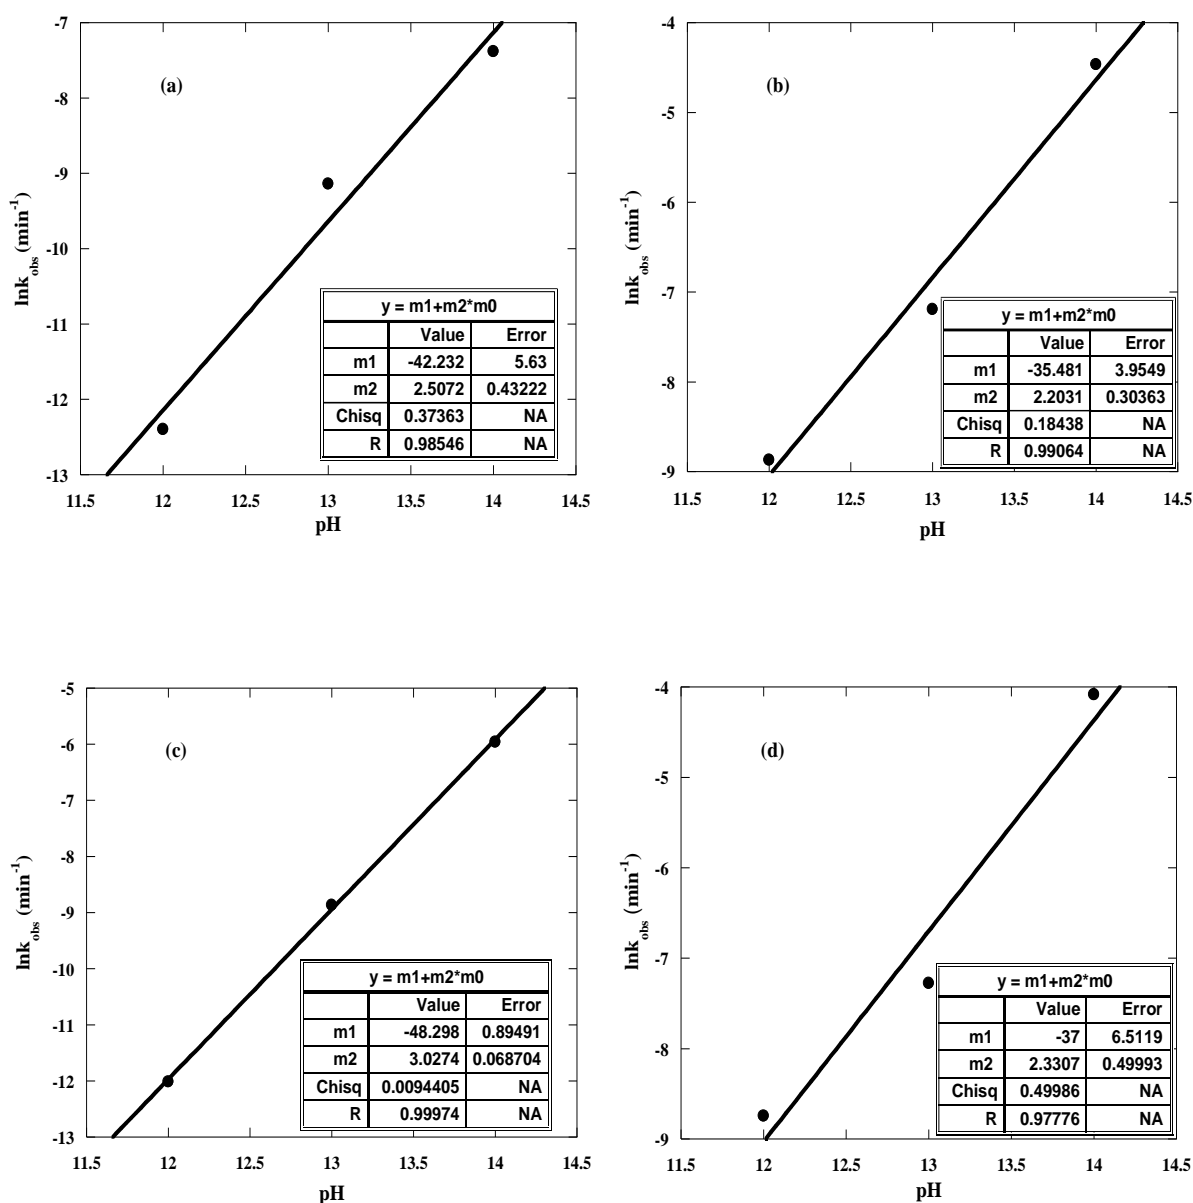 -7
-8
-9
-10
-11
-12
-13
(a)
lnk_obs (min^-1)
y = m1+m2*m0
Value Error
m1 -42.232 5.63
m2 2.5072 0.43222
Chisq 0.37363 NA
R 0.98546 NA
11.5 12 12.5 13 13.5 14 14.5
pH
-4
-5
-6
-7
-8
-9
(b)
lnk_obs (min^-1)
y = m1+m2*m0
Value Error
m1 -35.481 3.9549
m2 2.2031 0.30363
Chisq 0.18438 NA
R 0.99064 NA
11.5 12 12.5 13 13.5 14 14.5
pH
-5
-6
-7
-8
-9
-10
-11
-12
-13
(c)
lnk_obs (min^-1)
y = m1+m2*m0
Value Error
m1 -48.298 0.89491
m2 3.0274 0.068704
Chisq 0.0094405 NA
R 0.99974 NA
11.5 12 12.5 13 13.5 14 14.5
pH
-4
-5
-6
-7
-8
-9
(d)
lnk_obs (min^-1)
y = m1+m2*m0
Value Error
m1 -37 6.5119
m2 2.3307 0.49993
Chisq 0.49986 NA
R 0.97776 NA
11.5 12 12.5 13 13.5 14 14.5
pH